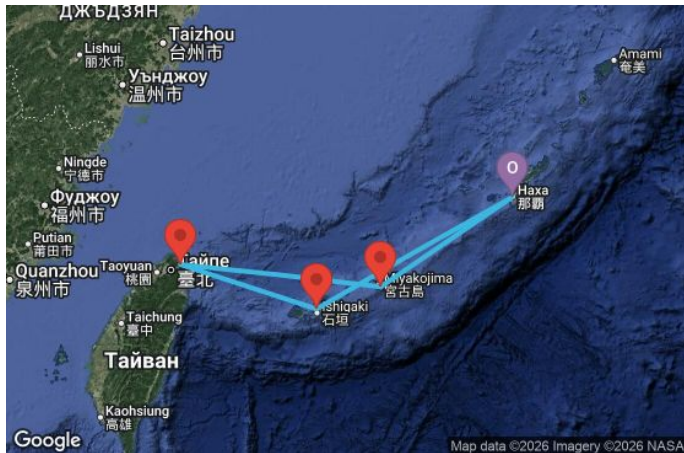 ДЖЪДЗЯН
Taizhou
台州市
Lishui
丽水市
Уънджоу
温州市
Amami
奄美
Ningde
宁德市
O
Наха
那覇
Фуджоу
福州市
Putian
莆田市
Тайпе
臺北
Taoyuan
桃園
Quanzhou
泉州市
Miyakojima
宮古島
Ishigaki
石垣
Taichung
臺中
Тайван
Kaohsiung
高雄
Google
Map data ©2026 Imagery ©2026 NASA